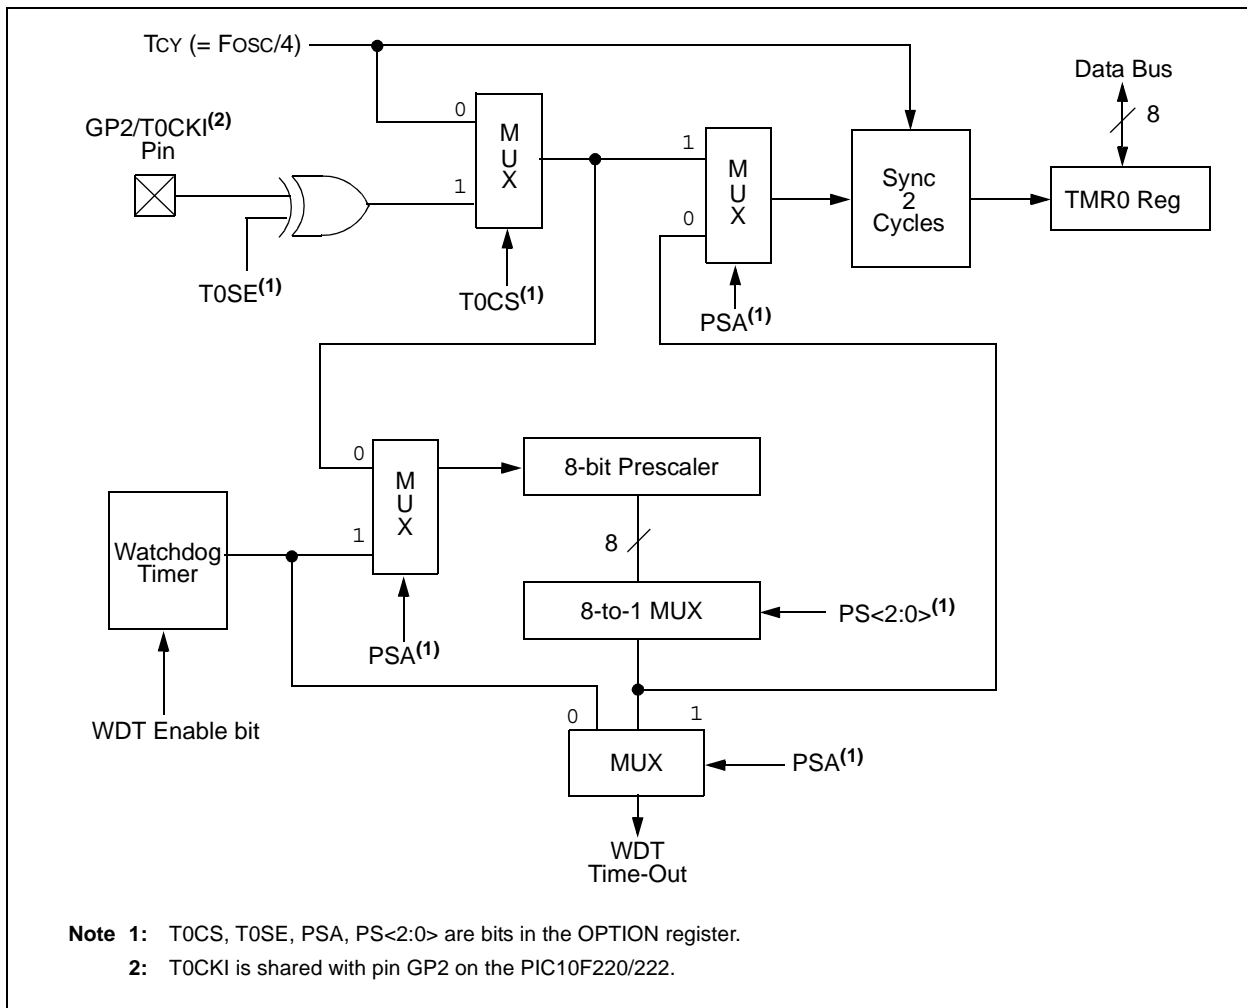 TCY (= FOSC/4)
Data Bus
8
GP2/T0CKI(2)
Pin
0
1
M
U
X
1
0
M
U
X
Sync
2
Cycles
TMR0 Reg
T0SE(1)
T0CS(1)
PSA(1)
0
1
M
U
X
8-bit Prescaler
8
Watchdog
Timer
8-to-1 MUX
PS<2:0>(1)
PSA(1)
WDT Enable bit
0
1
MUX
PSA(1)
WDT
Time-Out
Note 1: T0CS, T0SE, PSA, PS<2:0> are bits in the OPTION register.
2: T0CKI is shared with pin GP2 on the PIC10F220/222.